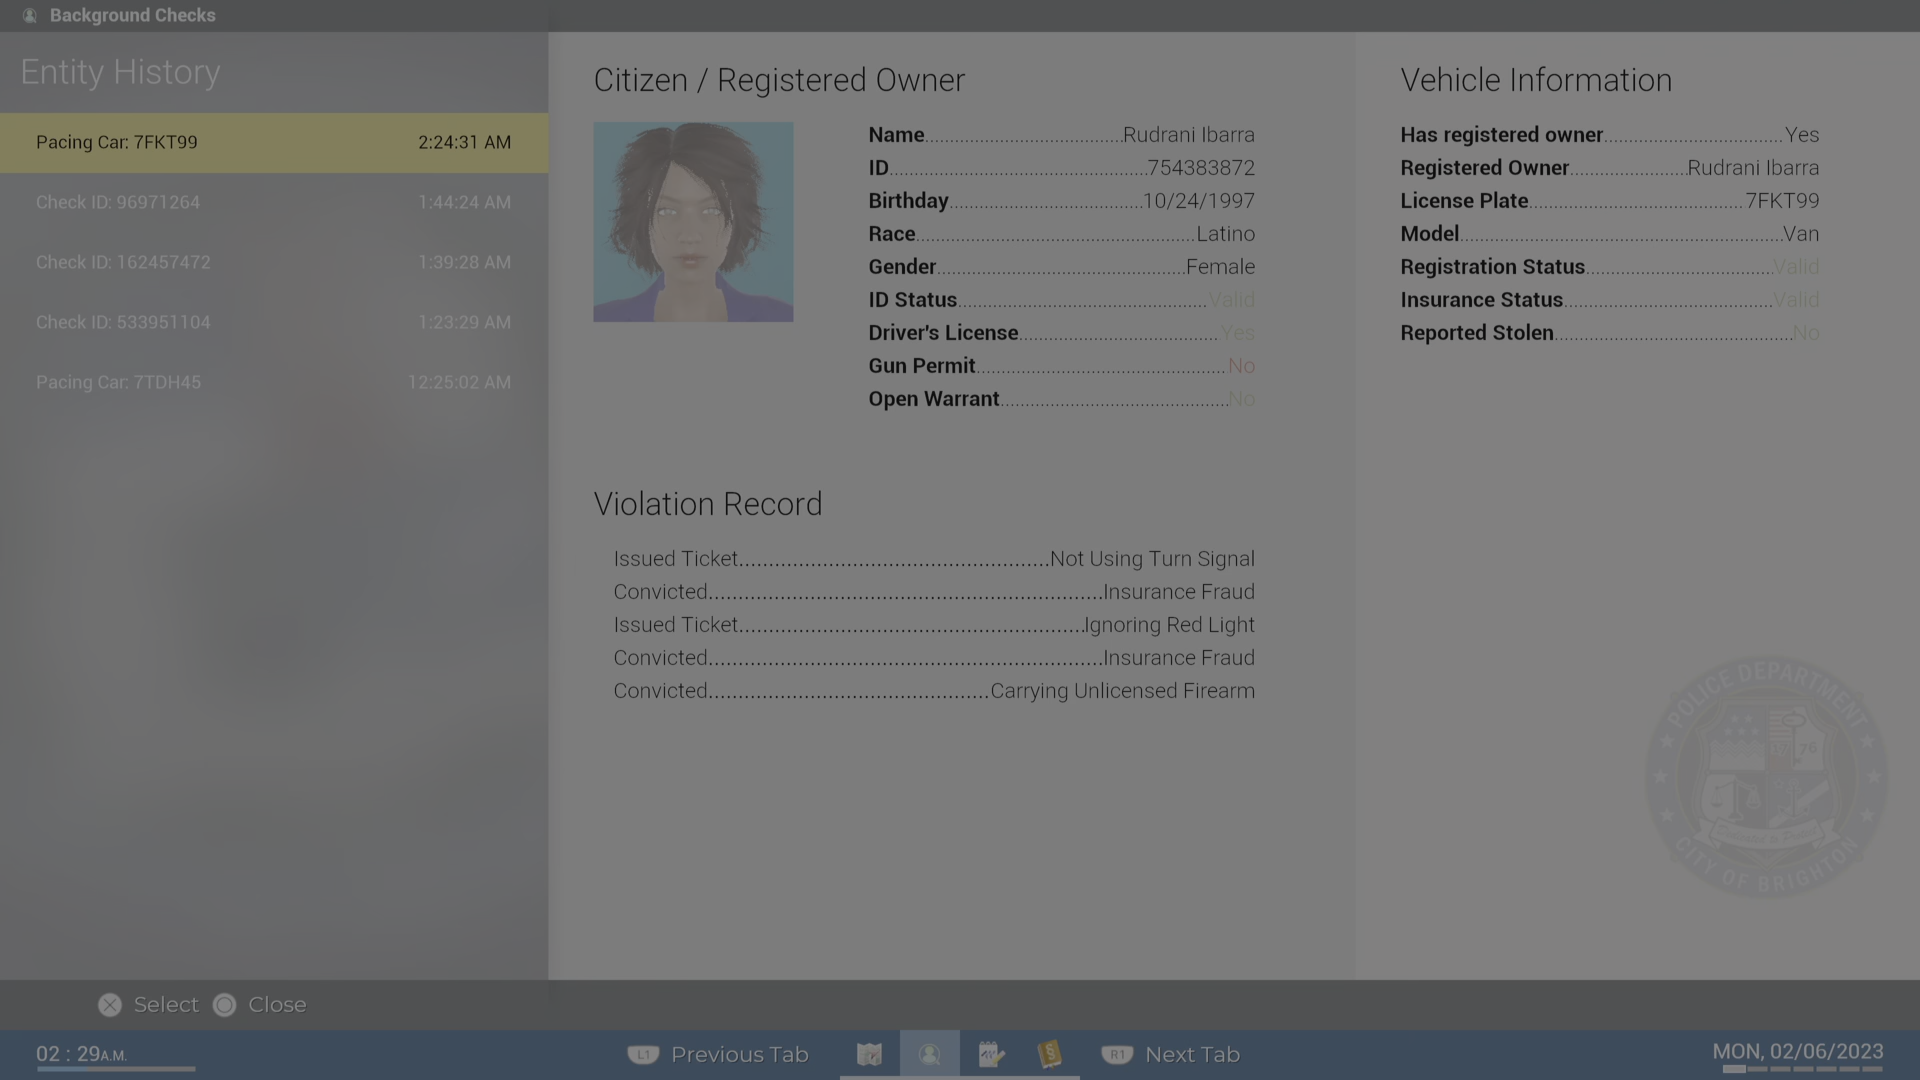 Background Checks
Entity History
Pacing Car: 7FKT99 2:24:31 AM
Check ID: 96971264 1:44:24 AM
Check ID: 162457472 1:39:28 AM
Check ID: 533951104 1:23:29 AM
Pacing Car: 7TDH45 12:25:02 AM
Citizen / Registered Owner
Name Rudrani Ibarra
ID 754383872
Birthday 10/24/1997
Race Latino
Gender Female
ID Status Valid
Driver's License Yes
Gun Permit No
Open Warrant No
Violation Record
Issued Ticket Not Using Turn Signal
Convicted Insurance Fraud
Issued Ticket Ignoring Red Light
Convicted Insurance Fraud
Convicted Carrying Unlicensed Firearm
Vehicle Information
Has registered owner Yes
Registered Owner Rudrani Ibarra
License Plate 7FKT99
Model Van
Registration Status Valid
Insurance Status Valid
Reported Stolen No
POLICE DEPARTMENT
17 76
CITY OF BRIGHTON
Select Close
02 : 29 A.M.
L1 Previous Tab
R1 Next Tab
MON, 02/06/2023